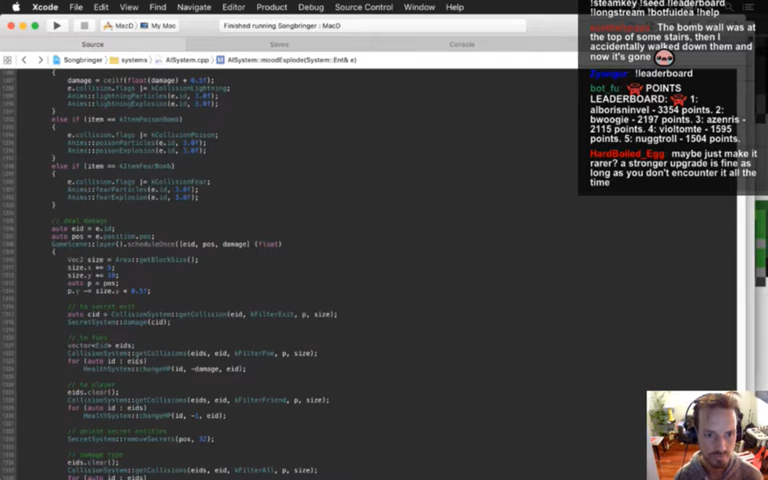 Xcode File Edit View Find Navigate Editor Product Debug Source Control Window Help
MacD My Mac
Finished running Songbringer : MacD
Source Saves Console
Songbringer systems AISystem.cpp AISystem::moodExplode(System::Ent& e)
{
damage = ceilf(float(damage) * 0.5f);
e.collision.flags |= kCollisionLightning;
Anims::lightningParticles(e.id, 3.0f);
Anims::lightningExplosion(e.id, 3.0f);
}
else if (item == kItemPoisonBomb)
{
e.collision.flags |= kCollisionPoison;
Anims::poisonParticles(e.id, 3.0f);
Anims::poisonExplosion(e.id, 3.0f);
}
else if (item == kItemFearBomb)
{
e.collision.flags |= kCollisionFear;
Anims::fearParticles(e.id, 3.0f);
Anims::fearExplosion(e.id, 3.0f);
}
// deal damage
auto eid = e.id;
auto pos = e.position.pos;
GameScene::layer().scheduleOnce([eid, pos, damage] (float)
{
Vec2 size = Area::getBlockSize();
size.x *= 5;
size.y *= 10;
auto p = pos;
p.y -= size.y * 0.5f;
// to secret exit
auto cid = CollisionSystem::getCollision(eid, kFilterExit, p, size);
SecretSystem::damage(cid);
// to foes
vector<Eid> eids;
CollisionSystem::getCollisions(eids, eid, kFilterFoe, p, size);
for (auto id : eids)
HealthSystem::changeHP(id, -damage, eid);
// to player
eids.clear();
CollisionSystem::getCollisions(eids, eid, kFilterFriend, p, size);
for (auto id : eids)
HealthSystem::changeHP(id, -1, eid);
// delete secret entities
SecretSystem::removeSecrets(pos, 32);
// damage type
eids.clear();
CollisionSystem::getCollisions(eids, eid, kFilterAll, p, size);
for (auto id : eids)
!steamkey !seed !leaderboard
!longstream !botfuidea !help
The bomb wall was at
the top of some stairs, then I
accidentally walked down them and
now it's gone
!leaderboard
bot_fu: POINTS
LEADERBOARD: 1:
alborisninvel - 3354 points. 2:
bwoogie - 2197 points. 3: azenris -
2115 points. 4: violtomte - 1595
points. 5: nuggtroll - 1504 points.
HardBoiled_Egg maybe just make it
rarer? a stronger upgrade is fine as
long as you don't encounter it all the
time